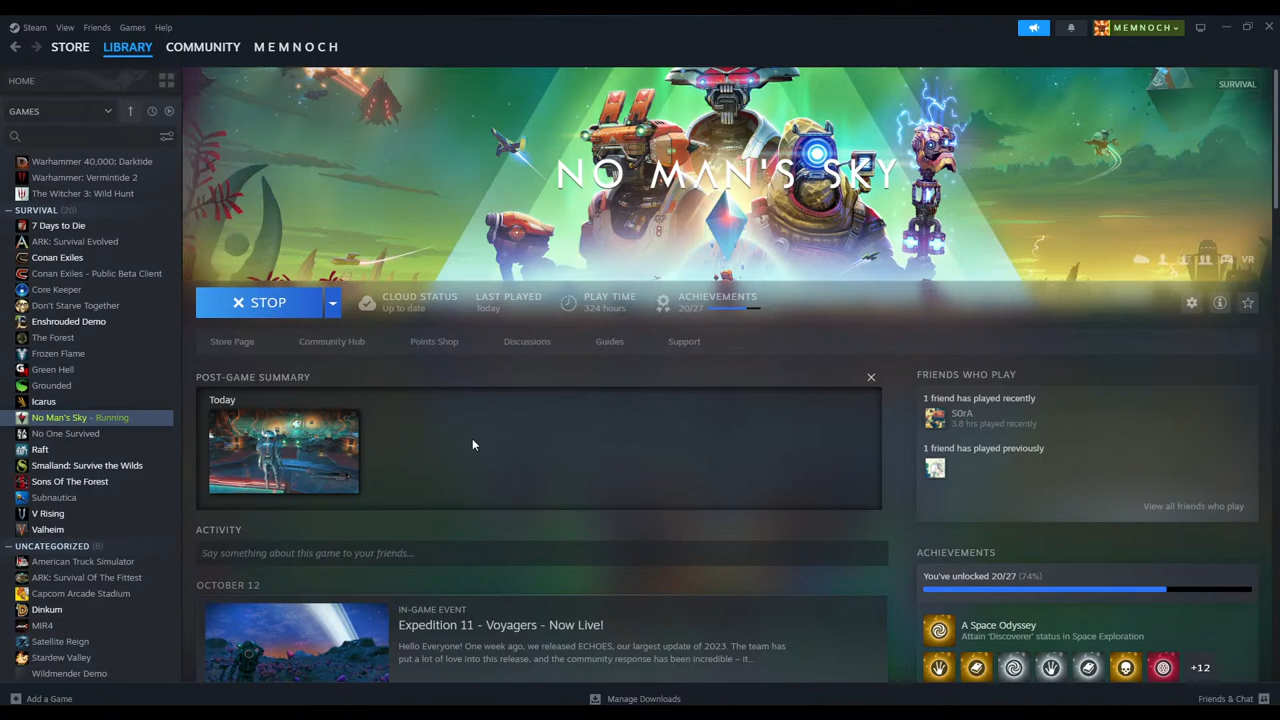 Steam View Friends Games Help
M E M N O C H
STORE LIBRARY COMMUNITY M E M N O C H
HOME
GAMES
Warhammer 40,000: Darktide
Warhammer: Vermintide 2
The Witcher 3: Wild Hunt
SURVIVAL (20)
7 Days to Die
ARK: Survival Evolved
Conan Exiles
Conan Exiles - Public Beta Client
Core Keeper
Don't Starve Together
Enshrouded Demo
The Forest
Frozen Flame
Green Hell
Grounded
Icarus
No Man's Sky - Running
No One Survived
Raft
Smalland: Survive the Wilds
Sons Of The Forest
Subnautica
V Rising
Valheim
UNCATEGORIZED (8)
American Truck Simulator
ARK: Survival Of The Fittest
Capcom Arcade Stadium
Dinkum
MIR4
Satellite Reign
Stardew Valley
Wildmender Demo
SURVIVAL
NO MAN'S SKY
VR
STOP
CLOUD STATUS
Up to date
LAST PLAYED
Today
PLAY TIME
324 hours
ACHIEVEMENTS
20/27
Store Page Community Hub Points Shop Discussions Guides Support
POST-GAME SUMMARY
Today
ACTIVITY
Say something about this game to your friends...
OCTOBER 12
IN-GAME EVENT
Expedition 11 - Voyagers - Now Live!
Hello Everyone! One week ago, we released ECHOES, our largest update of 2023. The team has
put a lot of love into this release, and the community response has been incredible – it...
FRIENDS WHO PLAY
1 friend has played recently
S0rA
3.8 hrs played recently
1 friend has played previously
View all friends who play
ACHIEVEMENTS
You've unlocked 20/27 (74%)
A Space Odyssey
Attain 'Discoverer' status in Space Exploration
+12
Add a Game
Manage Downloads
Friends & Chat